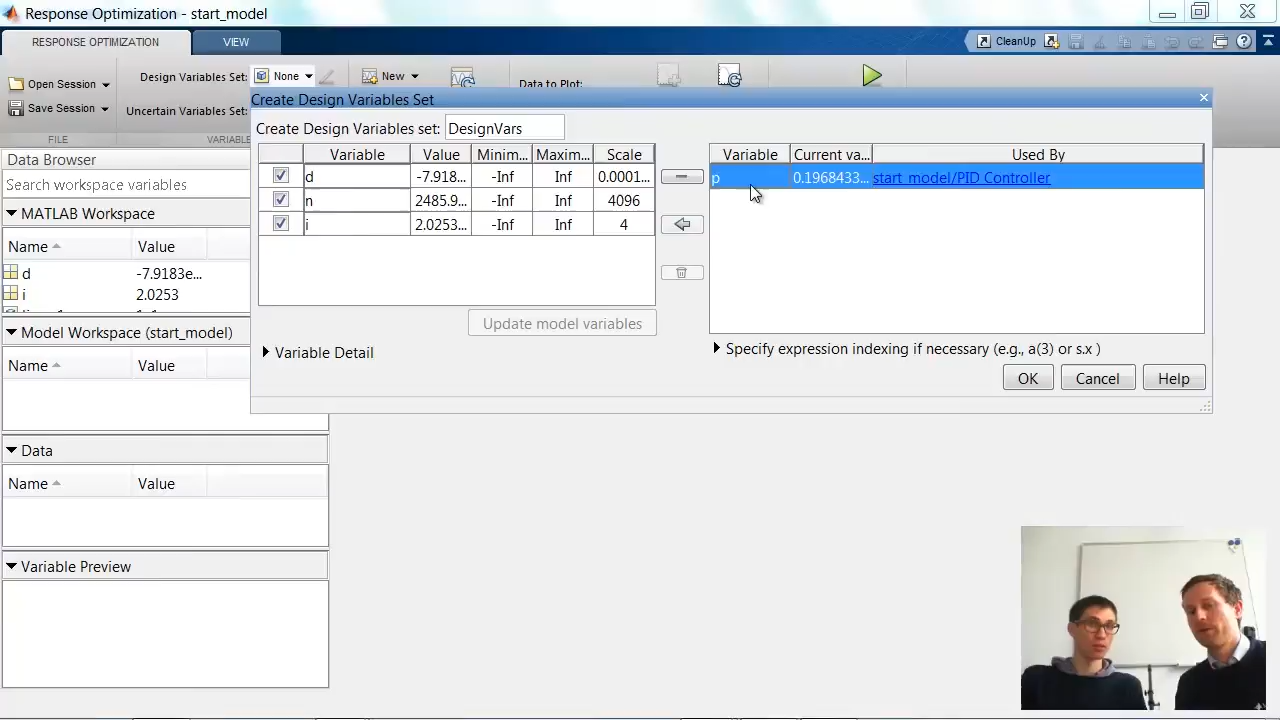 Response Optimization - start_model
RESPONSE OPTIMIZATION
VIEW
CleanUp
Open Session
Design Variables Set:
None
New
Data to Plot:
Save Session
Uncertain Variables Set:
FILE
Create Design Variables Set
Create Design Variables set: DesignVars
Variable Value Minim... Maxim... Scale
d -7.918... -Inf Inf 0.0001...
n 2485.9... -Inf Inf 4096
i 2.0253... -Inf Inf 4
Update model variables
Variable Detail
Variable Current va... Used By
p 0.1968433... start_model/PID Controller
Specify expression indexing if necessary (e.g., a(3) or s.x )
OK Cancel Help
Data Browser
Search workspace variables
MATLAB Workspace
Name Value
d -7.9183e...
i 2.0253
Model Workspace (start_model)
Name Value
Data
Name Value
Variable Preview